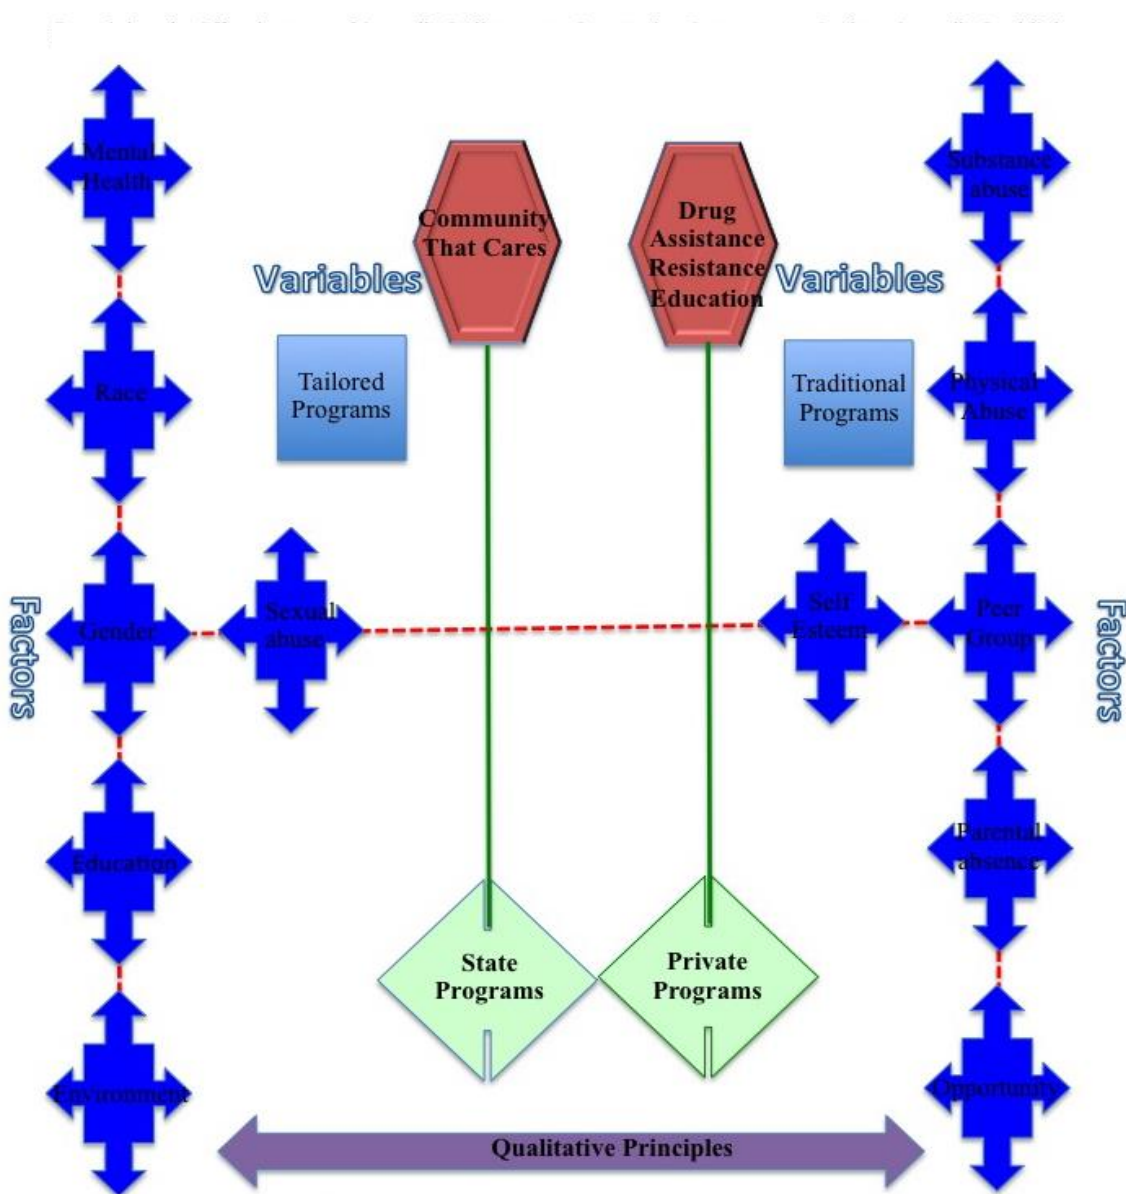 Mental
Health
Substance
abuse
Community
That Cares
Drug
Assistance
Resistance
Education
Variables
Variables
Tailored
Programs
Traditional
Programs
Race
Physical
Abuse
Factors
Gender
Sexual
abuse
Self
Esteem
Peer
Group
Factors
Education
Parental
absence
State
Programs
Private
Programs
Environment
Opportunity
Qualitative Principles